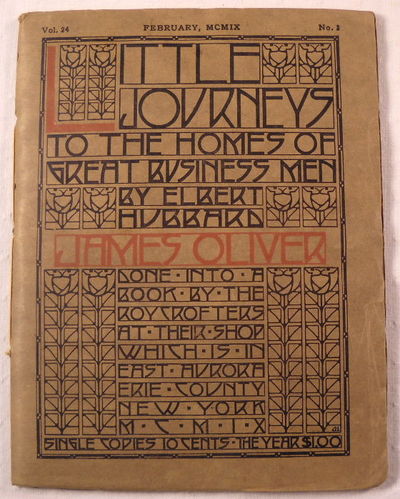 Vol. 24 FEBRUARY, MCMIX No. 2
LITTLE
JOURNEYS
TO THE HOMES OF
GREAT BUSINESS MEN
BY ELBERT
HUBBARD
JAMES OLIVER
DONE·INTO·A
BOOK·BY·THE
ROYCROFTERS
AT·THEIR·SHOP
WHICH·IS·IN
EAST·AURORA
ERIE·COUNTY
NEW·YORK
M·C·M·I·X
SINGLE COPIES 10 CENTS·THE YEAR $1.00